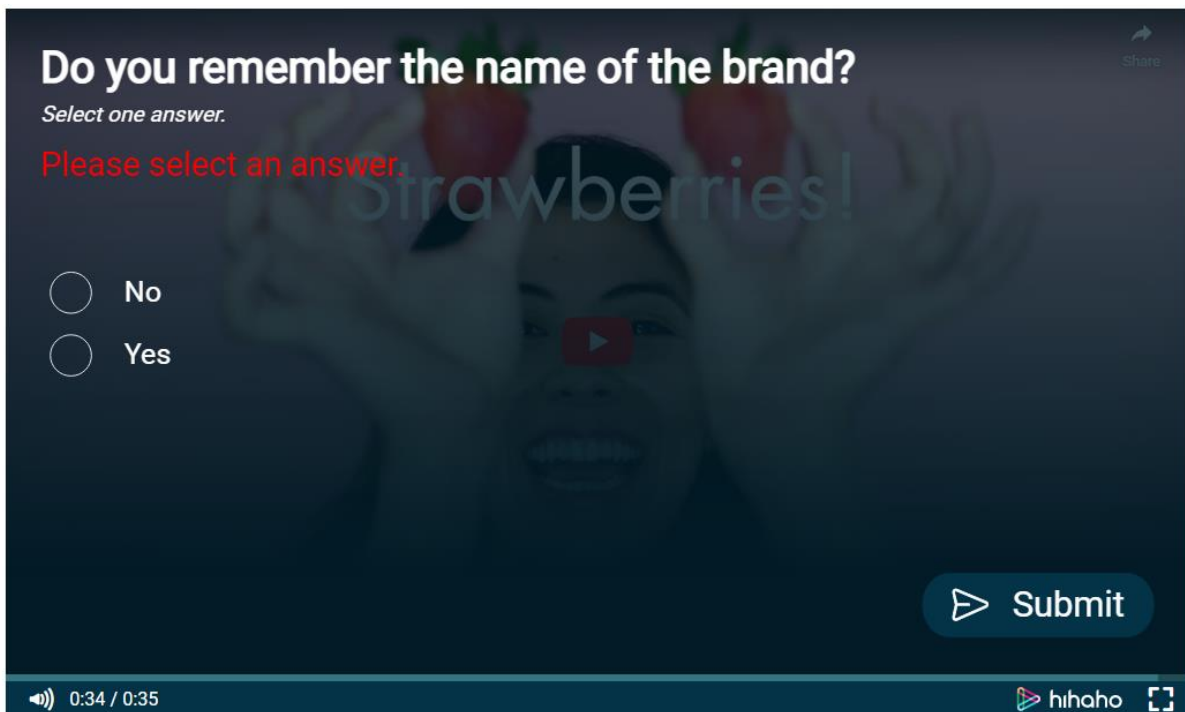 Do you remember the name of the brand?
Share
Select one answer.
Please select an answer.
Strawberries!
No
Yes
Submit
0:34 / 0:35
hihaho